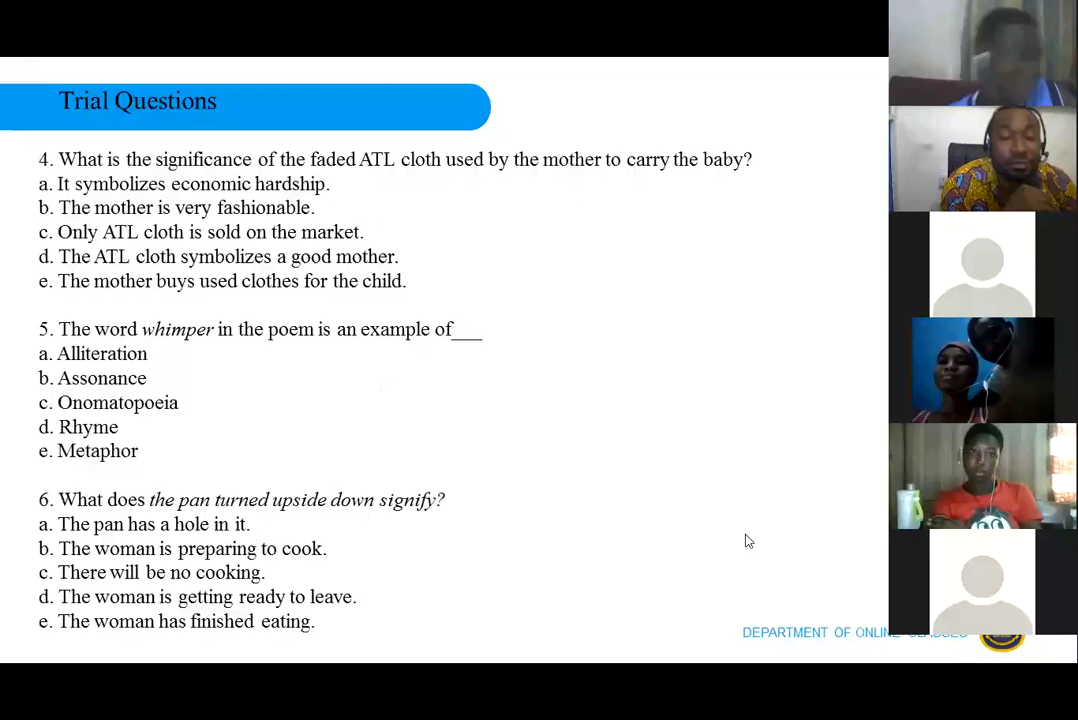 Trial Questions
4. What is the significance of the faded ATL cloth used by the mother to carry the baby?
a. It symbolizes economic hardship.
b. The mother is very fashionable.
c. Only ATL cloth is sold on the market.
d. The ATL cloth symbolizes a good mother.
e. The mother buys used clothes for the child.
5. The word whimper in the poem is an example of___
a. Alliteration
b. Assonance
c. Onomatopoeia
d. Rhyme
e. Metaphor
6. What does the pan turned upside down signify?
a. The pan has a hole in it.
b. The woman is preparing to cook.
c. There will be no cooking.
d. The woman is getting ready to leave.
e. The woman has finished eating.
DEPARTMENT OF ONLINE CLASSES